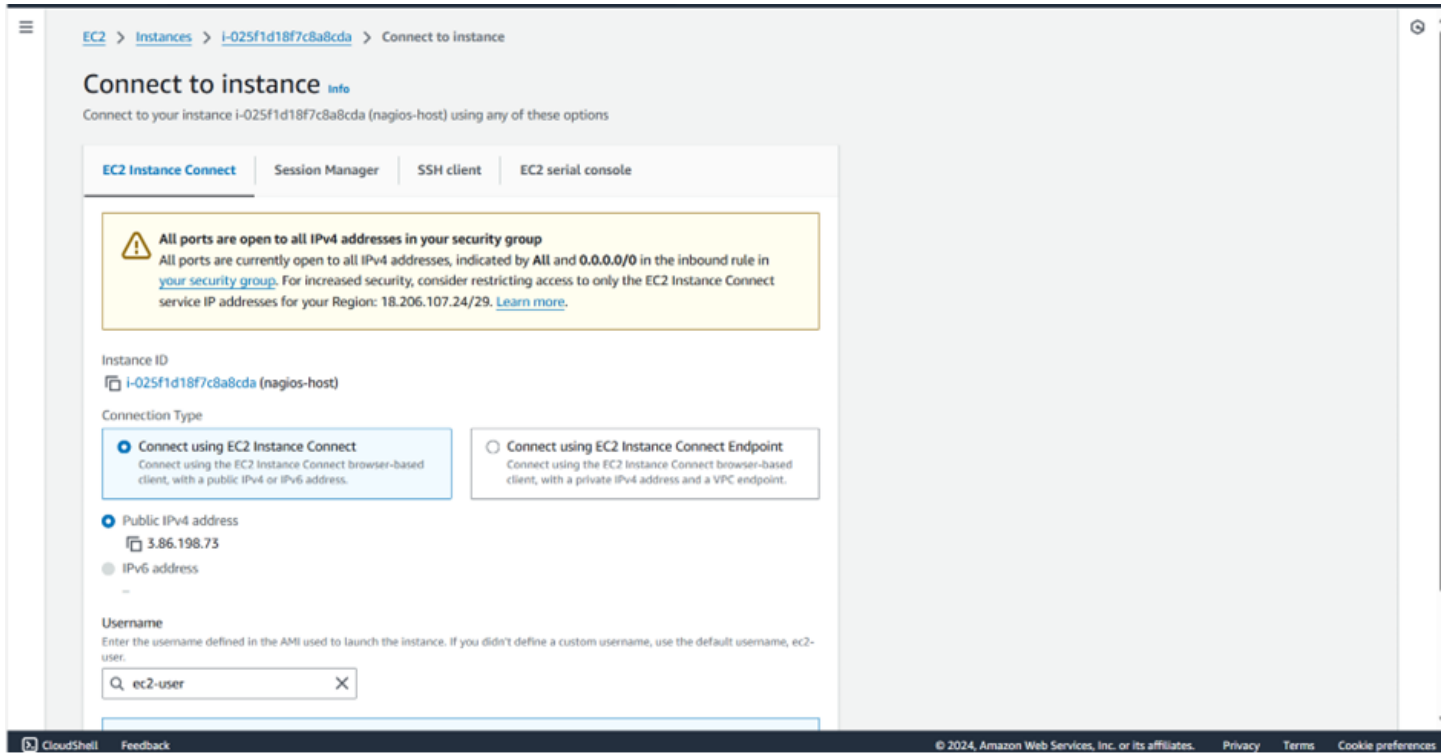 EC2 > Instances > i-025f1d18f7c8a8cda > Connect to instance
Connect to instance Info
Connect to your instance i-025f1d18f7c8a8cda (nagios-host) using any of these options
EC2 Instance Connect Session Manager SSH client EC2 serial console
All ports are open to all IPv4 addresses in your security group
All ports are currently open to all IPv4 addresses, indicated by All and 0.0.0.0/0 in the inbound rule in
your security group. For increased security, consider restricting access to only the EC2 Instance Connect
service IP addresses for your Region: 18.206.107.24/29. Learn more.
Instance ID
i-025f1d18f7c8a8cda (nagios-host)
Connection Type
Connect using EC2 Instance Connect
Connect using the EC2 Instance Connect browser-based
client, with a public IPv4 or IPv6 address.
Connect using EC2 Instance Connect Endpoint
Connect using the EC2 Instance Connect browser-based
client, with a private IPv4 address and a VPC endpoint.
Public IPv4 address
3.86.198.73
IPv6 address
–
Username
Enter the username defined in the AMI used to launch the instance. If you didn't define a custom username, use the default username, ec2-
user.
ec2-user
CloudShell Feedback © 2024, Amazon Web Services, Inc. or its affiliates. Privacy Terms Cookie preferences